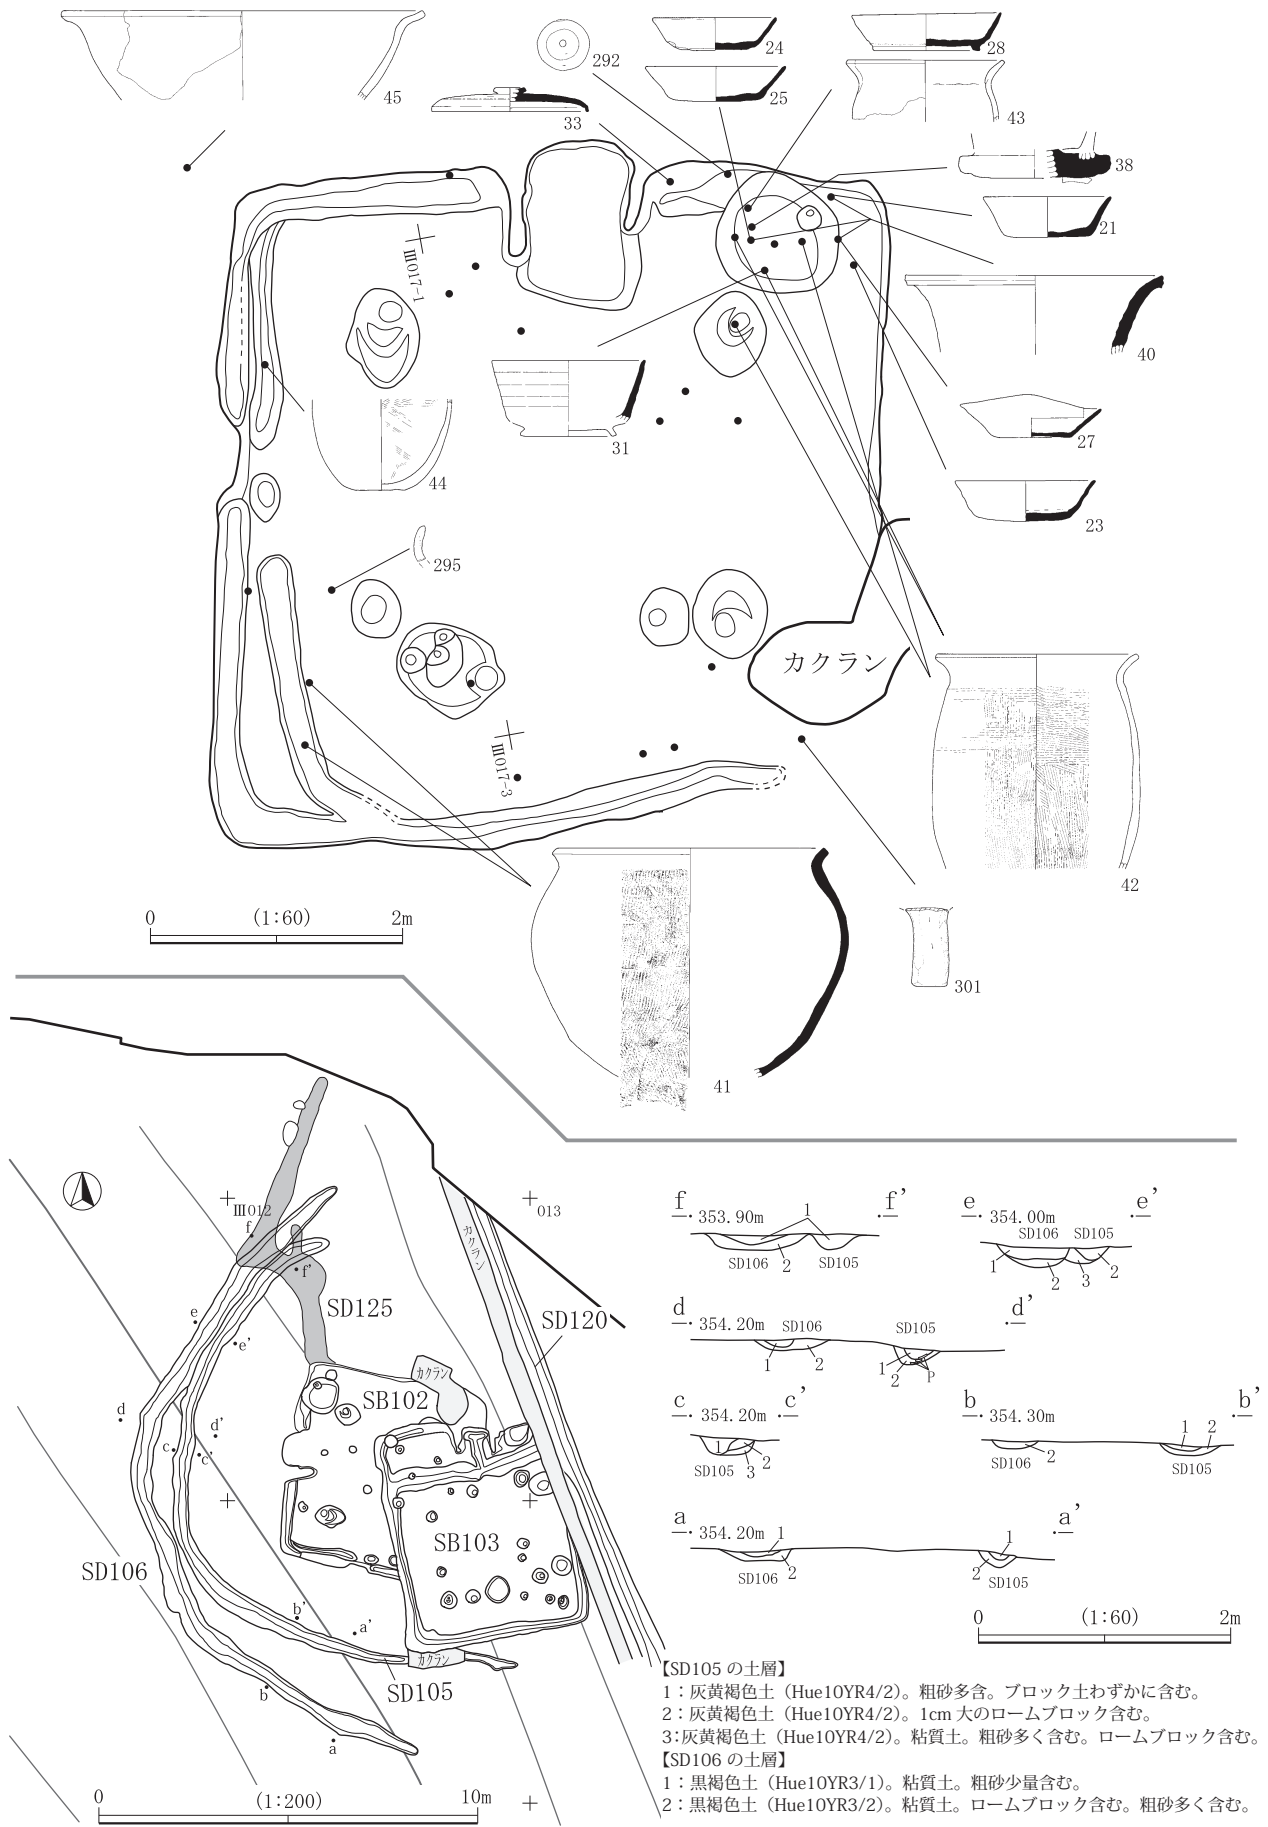 45
292
24
25
33
28
43
38
21
40
27
23
Ⅲ017-1
31
44
295
カクラン
Ⅲ017-3
42
301
41
0 (1:60) 2m
Ⅲ012
013
カクラン
f
f'
SD125
SD120
e
e'
カクラン
SB102
d
d'
c
c'
SB103
SD106
b'
a'
カクラン
SD105
b
a
0 (1:200) 10m
f 353.90m f'
1
SD106 2 SD105
e 354.00m e'
SD106 SD105
1 2 3 2
d 354.20m d'
SD106 SD105
1 2 1 2 P
c 354.20m c'
1
SD105 3 2
b 354.30m b'
1 2
SD106 2 SD105
a 354.20m a'
1 1
SD106 2 2 SD105
0 (1:60) 2m
【SD105 の土層】
1：灰黄褐色土（Hue10YR4/2）。粗砂多含。ブロック土わずかに含む。
2：灰黄褐色土（Hue10YR4/2）。1cm 大のロームブロック含む。
3：灰黄褐色土（Hue10YR4/2）。粘質土。粗砂多く含む。ロームブロック含む。
【SD106 の土層】
1：黒褐色土（Hue10YR3/1）。粘質土。粗砂少量含む。
2：黒褐色土（Hue10YR3/2）。粘質土。ロームブロック含む。粗砂多く含む。